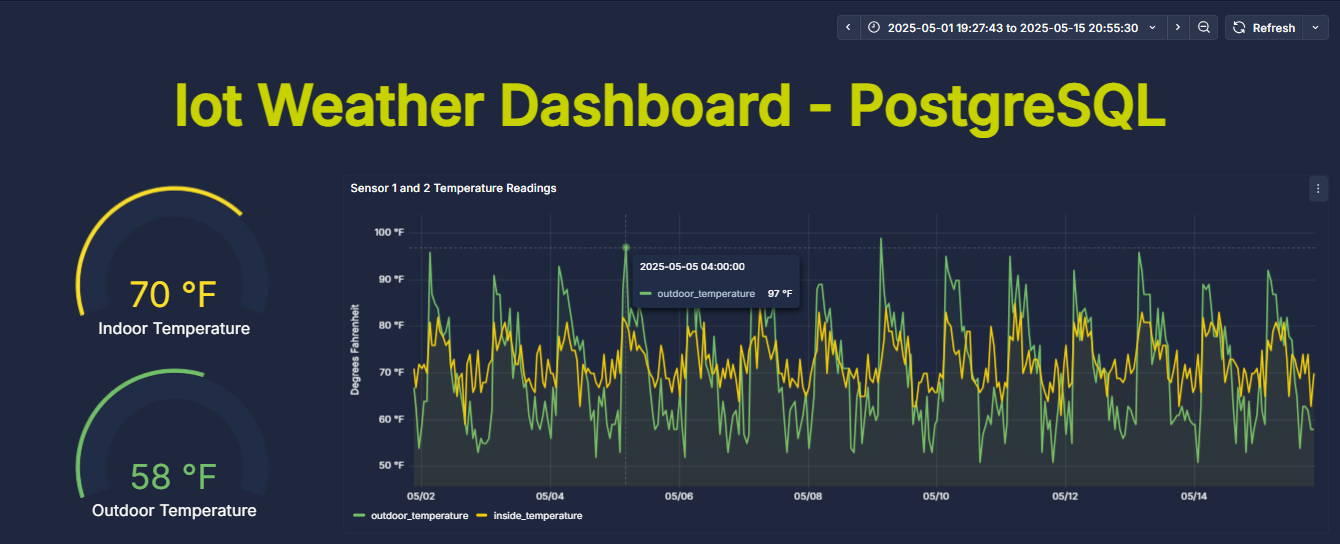 2025-05-01 19:27:43 to 2025-05-15 20:55:30
Refresh
Iot Weather Dashboard - PostgreSQL
70 °F
Indoor Temperature
58 °F
Outdoor Temperature
Sensor 1 and 2 Temperature Readings
Degrees Fahrenheit
100 °F
90 °F
80 °F
70 °F
60 °F
50 °F
2025-05-05 04:00:00
outdoor_temperature 97 °F
05/02 05/04 05/06 05/08 05/10 05/12 05/14
outdoor_temperature inside_temperature